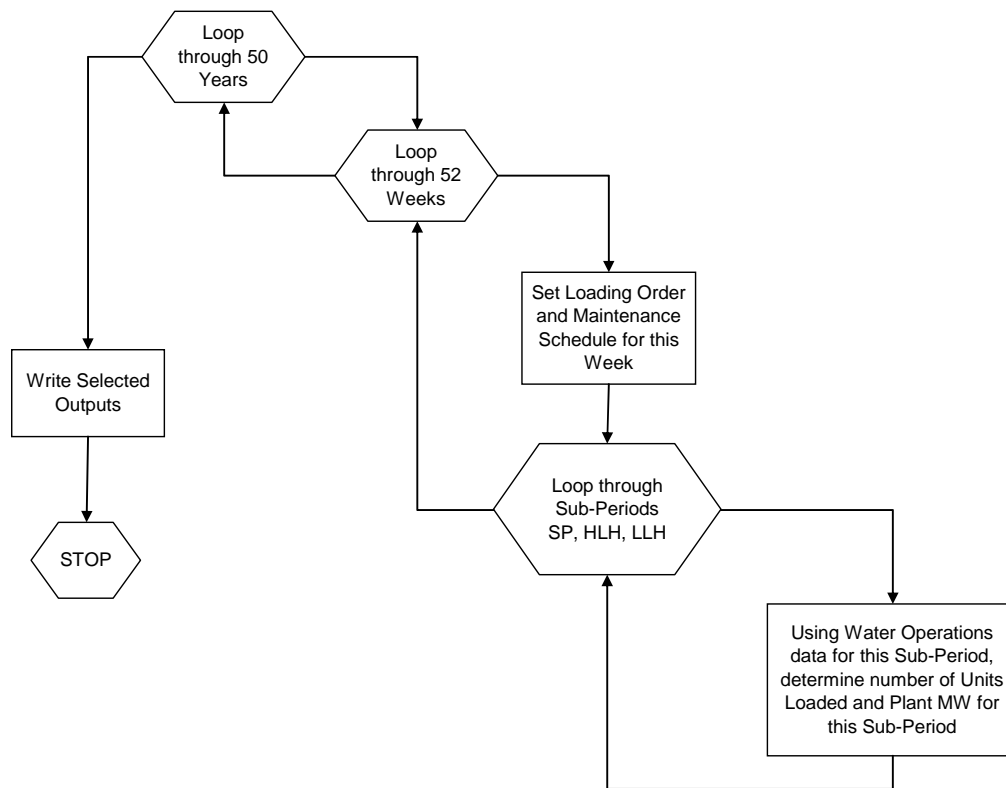 Loop
through 50
Years
Loop
through 52
Weeks
Set Loading Order
and Maintenance
Schedule for this
Week
Write Selected
Outputs
Loop through
Sub-Periods
SP, HLH, LLH
STOP
Using Water Operations
data for this Sub-Period,
determine number of Units
Loaded and Plant MW for
this Sub-Period